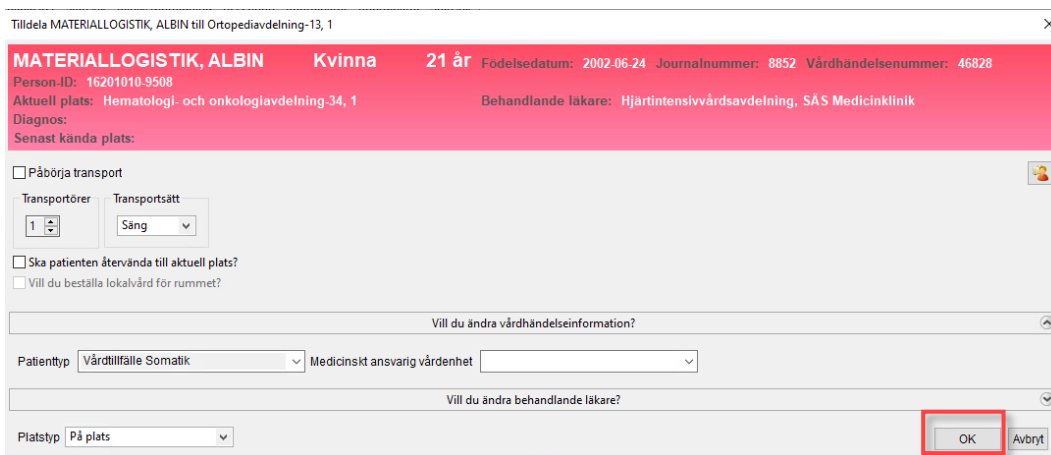 Tilldela MATERIALLOGISTIK, ALBIN till Ortopediavdelning-13, 1
MATERIALLOGISTIK, ALBIN Kvinna 21 år Födelsedatum: 2002-06-24 Journalnummer: 8852 Vårdhändelsenummer: 46828
Person-ID: 16201010-9508
Aktuell plats: Hematologi- och onkologiavdelning-34, 1 Behandlande läkare: Hjärtintensivvårdsavdelning, SÄS Medicinklinik
Diagnos:
Senast kända plats:
Påbörja transport
Transportörer Transportsätt
1 Säng
Ska patienten återvända till aktuell plats?
Vill du beställa lokalvård för rummet?
Vill du ändra vårdhändelseinformation?
Patienttyp Vårdtillfälle Somatik Medicinskt ansvarig vårdenhet
Vill du ändra behandlande läkare?
Platstyp På plats OK Avbryt